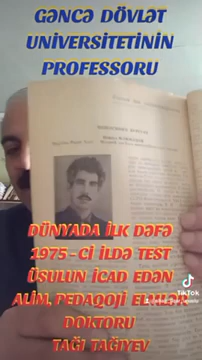 GƏNCƏ DÖVLƏT
UNİVERSİTETİNİN
PROFESSORU
DÜNYADA İLK DƏFƏ
1975-Cİ İLDƏ TEST
ÜSULUN İCAD EDƏN
ALİM, PEDAQOJİ ELMLƏR
DOKTORU
TAĞI TAĞIYEV
TikTok